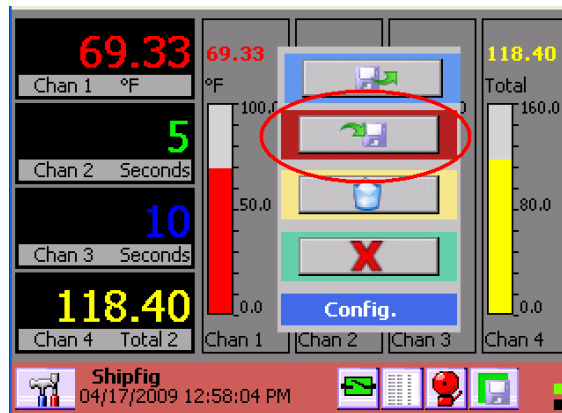 69.33
Chan 1 °F
5
Chan 2 Seconds
10
Chan 3 Seconds
118.40
Chan 4 Total 2
69.33
°F
100.0
50.0
0.0
Chan 1
Chan 2
Chan 3
Config.
118.40
Total
160.0
80.0
0.0
Chan 4
Shipfig
04/17/2009 12:58:04 PM